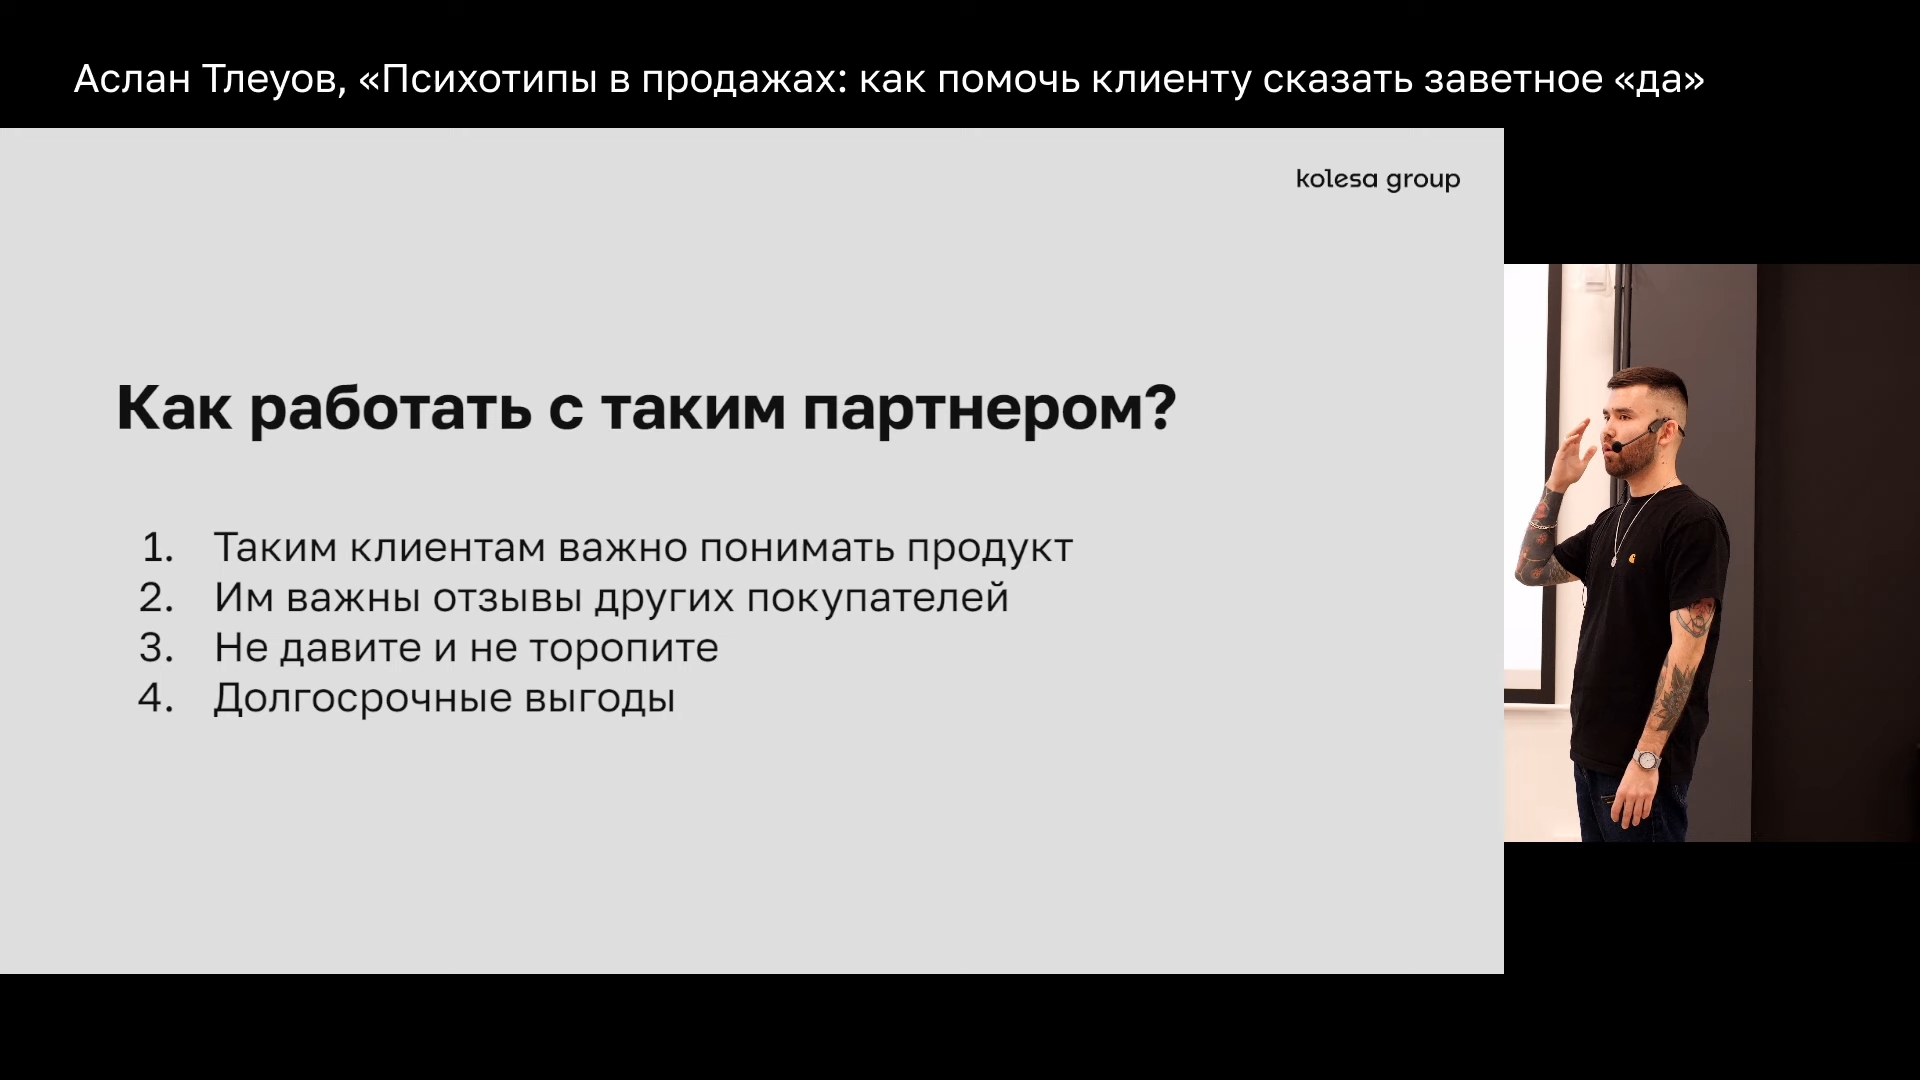 Аслан Тлеуов, «Психотипы в продажах: как помочь клиенту сказать заветное «да»
kolesa group
Как работать с таким партнером?
1. Таким клиентам важно понимать продукт
2. Им важны отзывы других покупателей
3. Не давите и не торопите
4. Долгосрочные выгоды